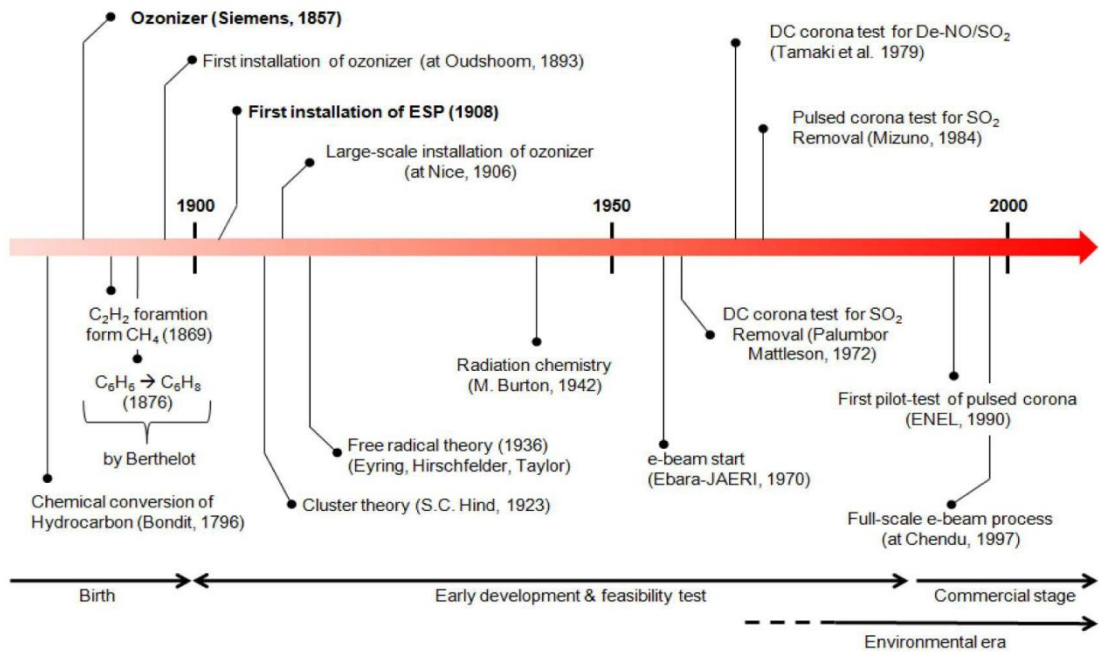 Ozonizer (Siemens, 1857)
First installation of ozonizer (at Oudshoorn, 1893)
First installation of ESP (1908)
Large-scale installation of ozonizer
(at Nice, 1906)
DC corona test for De-NO/SO₂
(Tamaki et al. 1979)
Pulsed corona test for SO₂
Removal (Mizuno, 1984)
1900
1950
2000
C₂H₂ foramtion
form CH₄ (1869)
C₆H₆ → C₆H₈
(1876)
by Berthelot
Chemical conversion of
Hydrocarbon (Bondit, 1796)
Free radical theory (1936)
(Eyring, Hirschfelder, Taylor)
Cluster theory (S.C. Hind, 1923)
Radiation chemistry
(M. Burton, 1942)
DC corona test for SO₂
Removal (Palumbor
Mattleson, 1972)
e-beam start
(Ebara-JAERI, 1970)
First pilot-test of pulsed corona
(ENEL, 1990)
Full-scale e-beam process
(at Chendu, 1997)
Birth
Early development & feasibility test
Commercial stage
Environmental era